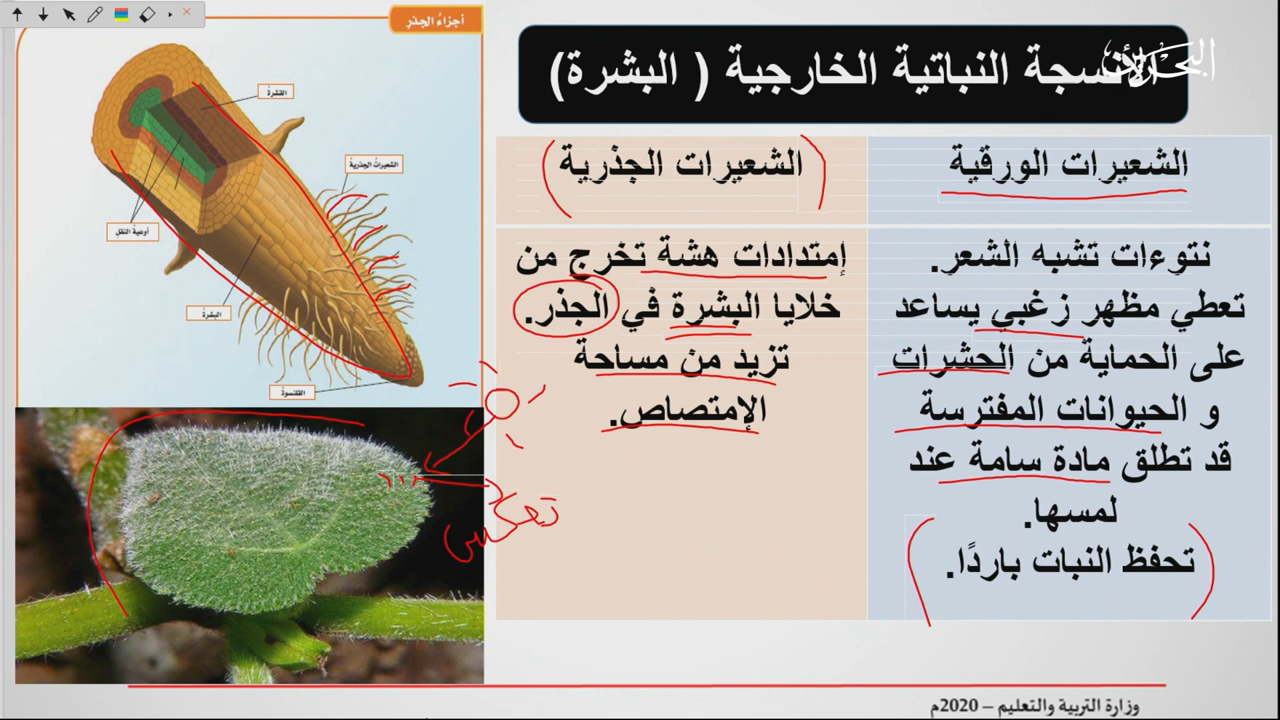 الأنسجة النباتية الخارجية ( البشرة)
البحرين
الشعيرات الورقية
نتوءات تشبه الشعر.
تعطي مظهر زغبي يساعد
على الحماية من الحشرات
و الحيوانات المفترسة
قد تطلق مادة سامة عند
لمسها.
تحفظ النبات باردًا.
الشعيرات الجذرية
إمتدادات هشة تخرج من
خلايا البشرة في الجذر.
تزيد من مساحة
الإمتصاص.
أجزاءُ الجذرِ
القشرةُ
الشعيراتُ الجذريةُ
أوعيةُ النقلِ
البشرةُ
القلنسوةُ
تعكس
وزارة التربية والتعليم – 2020م